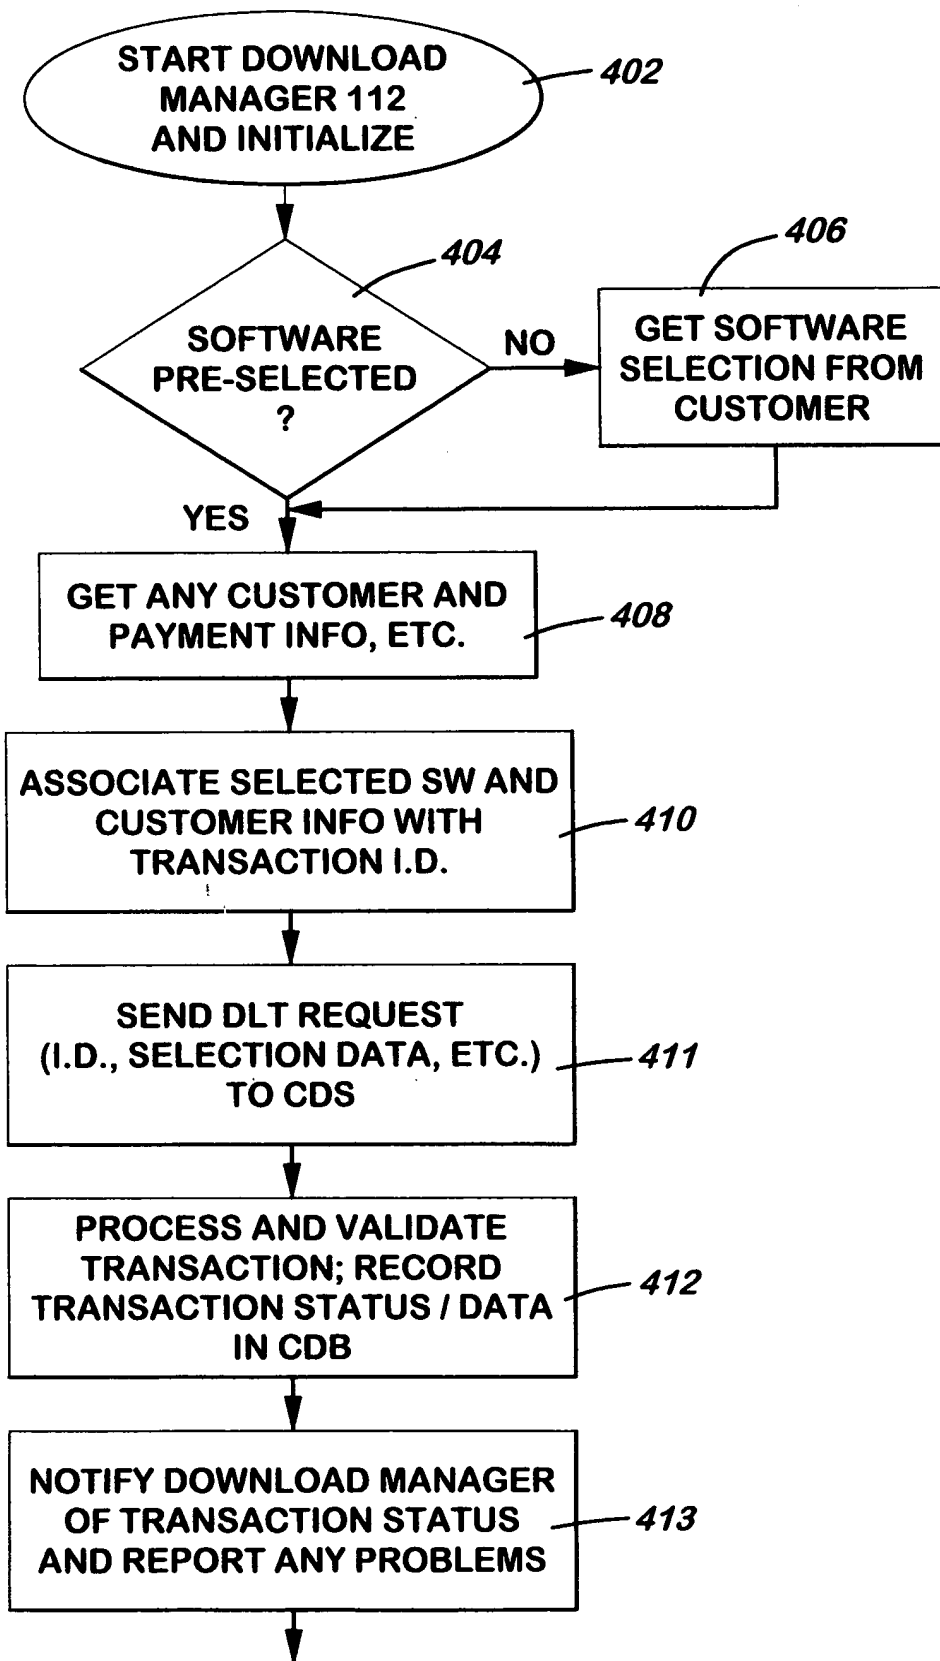 START DOWNLOAD
MANAGER 112
AND INITIALIZE
402
404
SOFTWARE
PRE-SELECTED
?
NO
406
GET SOFTWARE
SELECTION FROM
CUSTOMER
YES
GET ANY CUSTOMER AND
PAYMENT INFO, ETC.
408
ASSOCIATE SELECTED SW AND
CUSTOMER INFO WITH
TRANSACTION I.D.
410
SEND DLT REQUEST
(I.D., SELECTION DATA, ETC.)
TO CDS
411
PROCESS AND VALIDATE
TRANSACTION; RECORD
TRANSACTION STATUS / DATA
IN CDB
412
NOTIFY DOWNLOAD MANAGER
OF TRANSACTION STATUS
AND REPORT ANY PROBLEMS
413